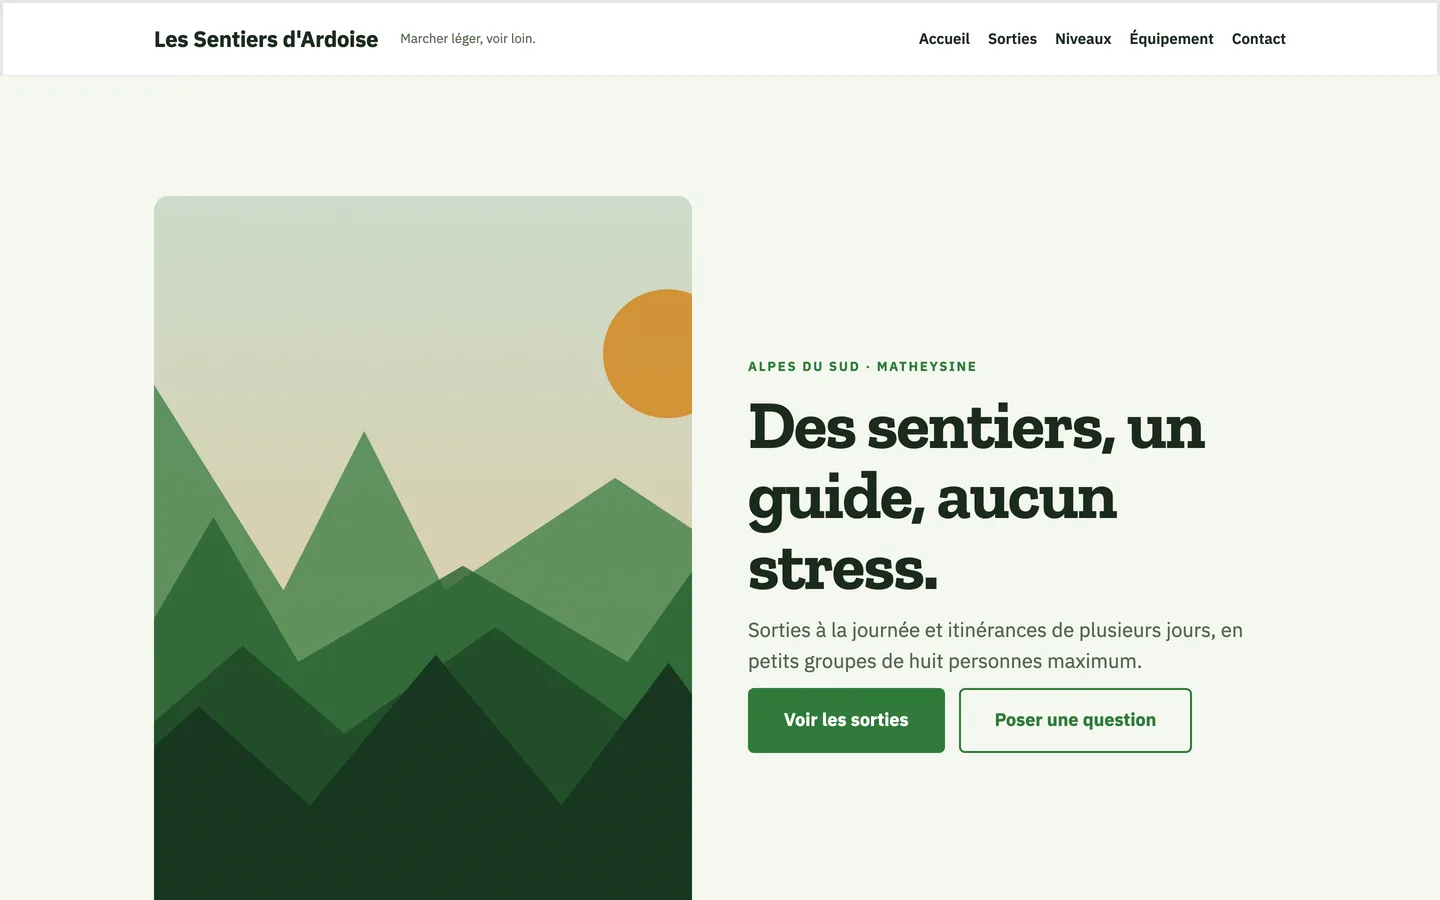 Les Sentiers d'Ardoise
Marcher léger, voir loin.
Accueil Sorties Niveaux Équipement Contact
ALPES DU SUD · MATHEYSINE
Des sentiers, un
guide, aucun
stress.
Sorties à la journée et itinérances de plusieurs jours, en
petits groupes de huit personnes maximum.
Voir les sorties
Poser une question